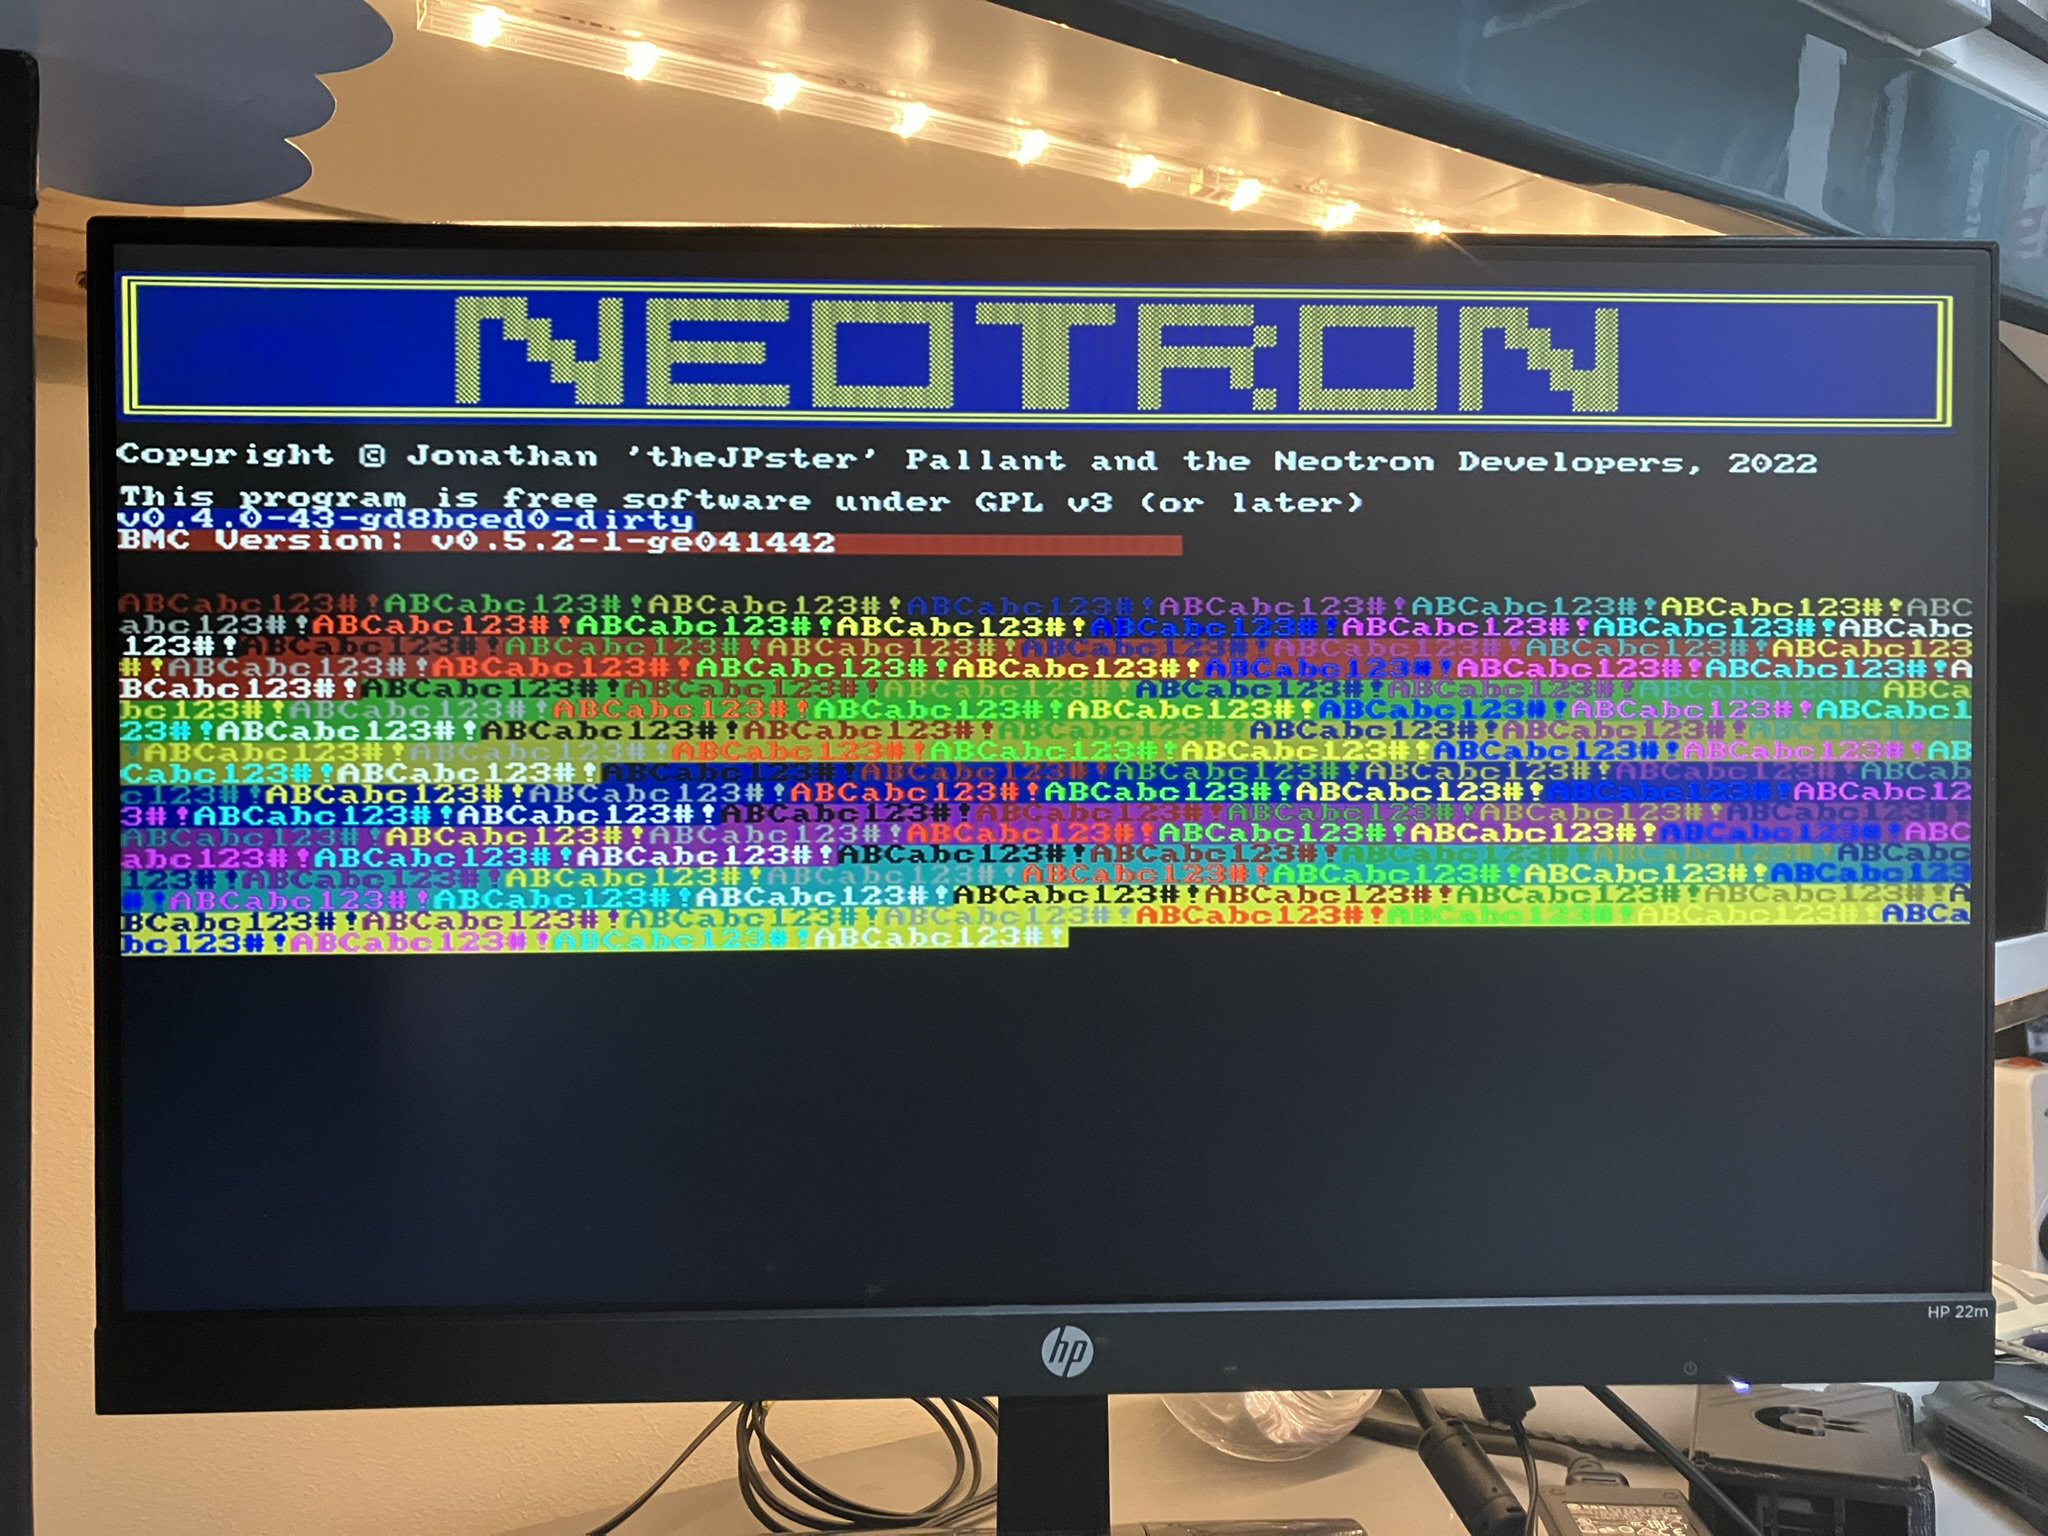 NEOTRON
Copyright © Jonathan 'theJPster' Pallant and the Neotron Developers, 2022
This program is free software under GPL v3 (or later)
v0.4.0-43-gd8bced0-dirty
BMC Version: v0.5.2-1-ge041442
ABCabc123#!ABCabc123#!ABCabc123#!ABCabc123#!ABCabc123#!ABCabc123#!ABCabc123#!ABC
abc123#!ABCabc123#!ABCabc123#!ABCabc123#!ABCabc123#!ABCabc123#!ABCabc123#!ABCabc
123#!ABCabc123#!ABCabc123#!ABCabc123#!ABCabc123#!ABCabc123#!ABCabc123#!ABCabc123
#!ABCabc123#!ABCabc123#!ABCabc123#!ABCabc123#!ABCabc123#!ABCabc123#!ABCabc123#!A
BCabc123#!ABCabc123#!ABCabc123#!ABCabc123#!ABCabc123#!ABCabc123#!ABCabc123#!ABCa
bc123#!ABCabc123#!ABCabc123#!ABCabc123#!ABCabc123#!ABCabc123#!ABCabc123#!ABCabc1
23#!ABCabc123#!ABCabc123#!ABCabc123#!ABCabc123#!ABCabc123#!ABCabc123#!ABCabc123#
!ABCabc123#!ABCabc123#!ABCabc123#!ABCabc123#!ABCabc123#!ABCabc123#!ABCabc123#!AB
Cabc123#!ABCabc123#!ABCabc123#!ABCabc123#!ABCabc123#!ABCabc123#!ABCabc123#!ABCab
c123#!ABCabc123#!ABCabc123#!ABCabc123#!ABCabc123#!ABCabc123#!ABCabc123#!ABCabc12
3#!ABCabc123#!ABCabc123#!ABCabc123#!ABCabc123#!ABCabc123#!ABCabc123#!ABCabc123#!
ABCabc123#!ABCabc123#!ABCabc123#!ABCabc123#!ABCabc123#!ABCabc123#!ABCabc123#!ABC
abc123#!ABCabc123#!ABCabc123#!ABCabc123#!ABCabc123#!ABCabc123#!ABCabc123#!ABCabc
123#!ABCabc123#!ABCabc123#!ABCabc123#!ABCabc123#!ABCabc123#!ABCabc123#!ABCabc123
#!ABCabc123#!ABCabc123#!ABCabc123#!ABCabc123#!ABCabc123#!ABCabc123#!ABCabc123#!A
BCabc123#!ABCabc123#!ABCabc123#!ABCabc123#!ABCabc123#!ABCabc123#!ABCabc123#!ABCa
bc123#!ABCabc123#!ABCabc123#!ABCabc123#!
HP 22m
hp